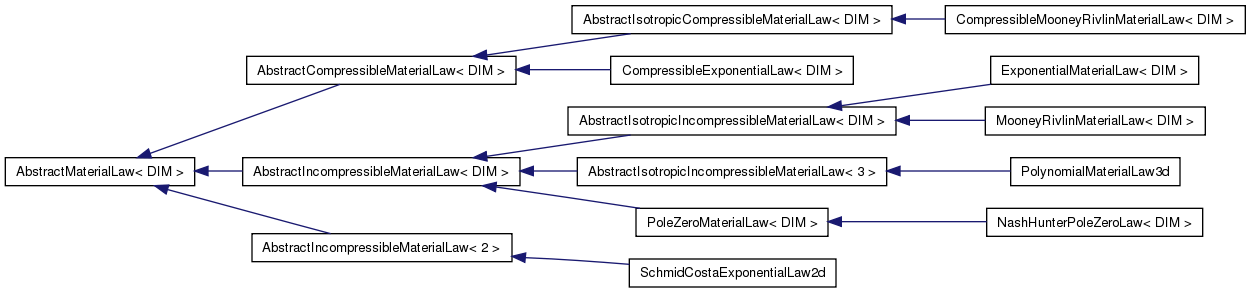 AbstractIsotropicCompressibleMaterialLaw< DIM >
CompressibleMooneyRivlinMaterialLaw< DIM >
AbstractCompressibleMaterialLaw< DIM >
CompressibleExponentialLaw< DIM >
ExponentialMaterialLaw< DIM >
AbstractIsotropicIncompressibleMaterialLaw< DIM >
MooneyRivlinMaterialLaw< DIM >
AbstractMaterialLaw< DIM >
AbstractIncompressibleMaterialLaw< DIM >
AbstractIsotropicIncompressibleMaterialLaw< 3 >
PolynomialMaterialLaw3d
PoleZeroMaterialLaw< DIM >
NashHunterPoleZeroLaw< DIM >
AbstractIncompressibleMaterialLaw< 2 >
SchmidCostaExponentialLaw2d